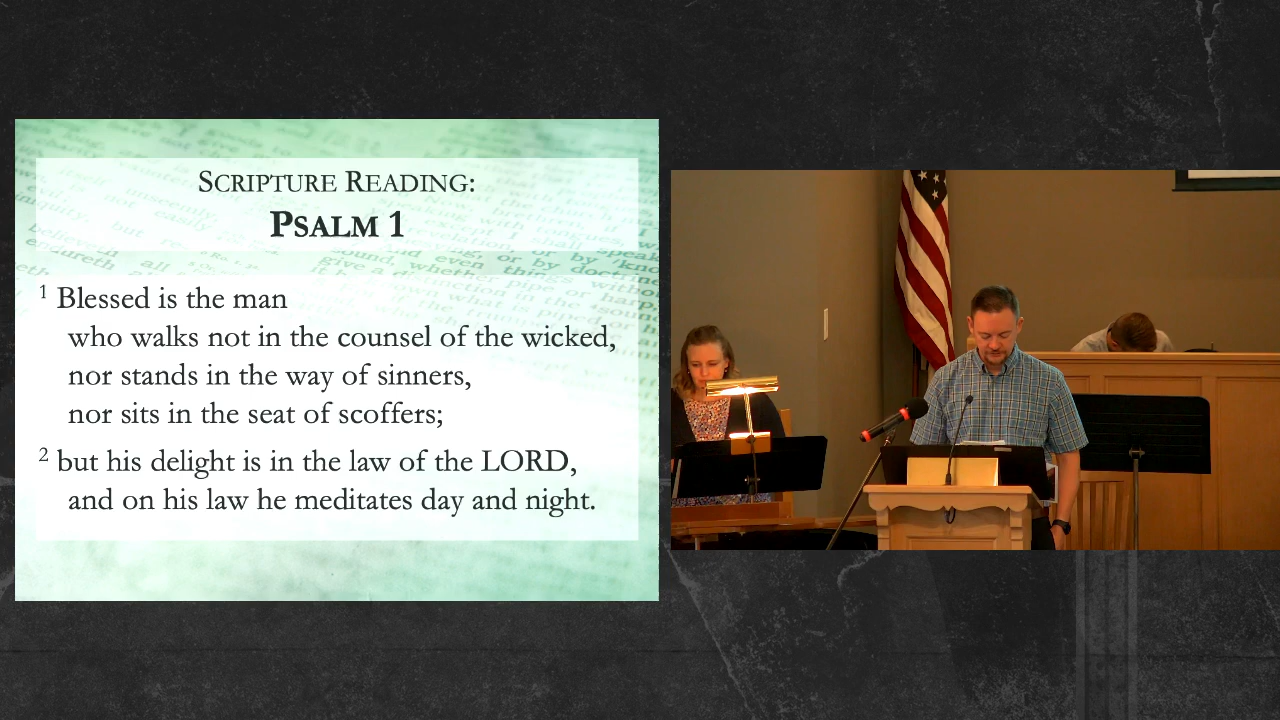 SCRIPTURE READING:
PSALM 1
1 Blessed is the man
who walks not in the counsel of the wicked,
nor stands in the way of sinners,
nor sits in the seat of scoffers;
2 but his delight is in the law of the LORD,
and on his law he meditates day and night.